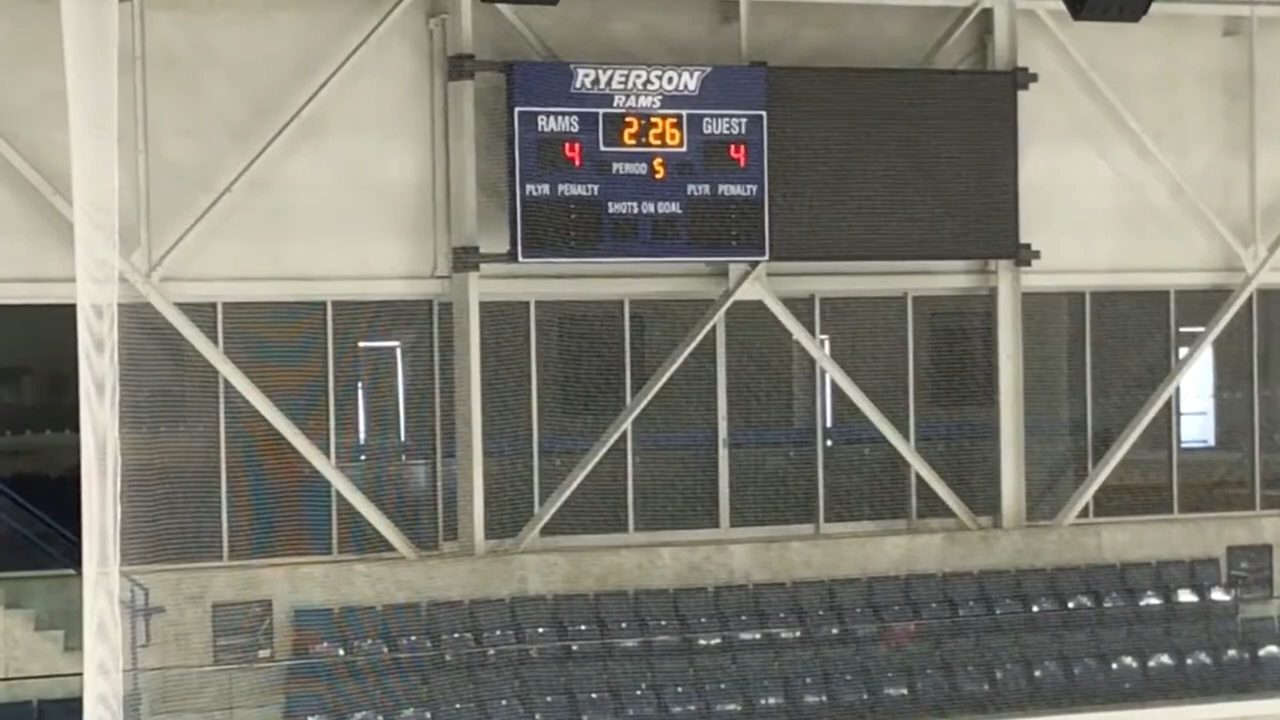 RYERSON
RAMS
RAMS 2:26 GUEST
4 PERIOD 5 4
PLYR PENALTY PLYR PENALTY
SHOTS ON GOAL